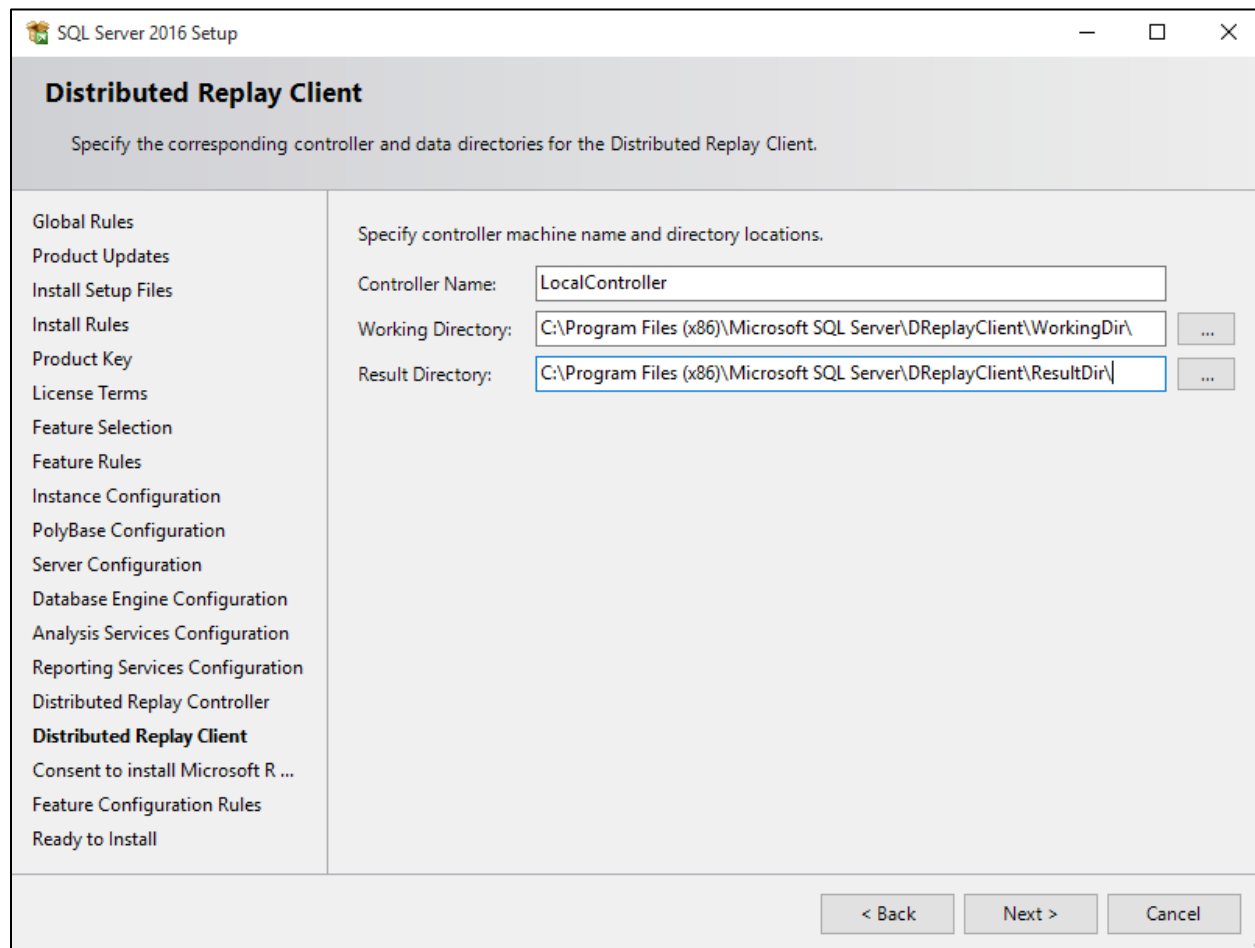 SQL Server 2016 Setup
Distributed Replay Client
Specify the corresponding controller and data directories for the Distributed Replay Client.
Global Rules
Product Updates
Install Setup Files
Install Rules
Product Key
License Terms
Feature Selection
Feature Rules
Instance Configuration
PolyBase Configuration
Server Configuration
Database Engine Configuration
Analysis Services Configuration
Reporting Services Configuration
Distributed Replay Controller
Distributed Replay Client
Consent to install Microsoft R ...
Feature Configuration Rules
Ready to Install
Specify controller machine name and directory locations.
Controller Name: LocalController
Working Directory: C:\Program Files (x86)\Microsoft SQL Server\DReplayClient\WorkingDir\ ...
Result Directory: C:\Program Files (x86)\Microsoft SQL Server\DReplayClient\ResultDir\ ...
< Back Next > Cancel